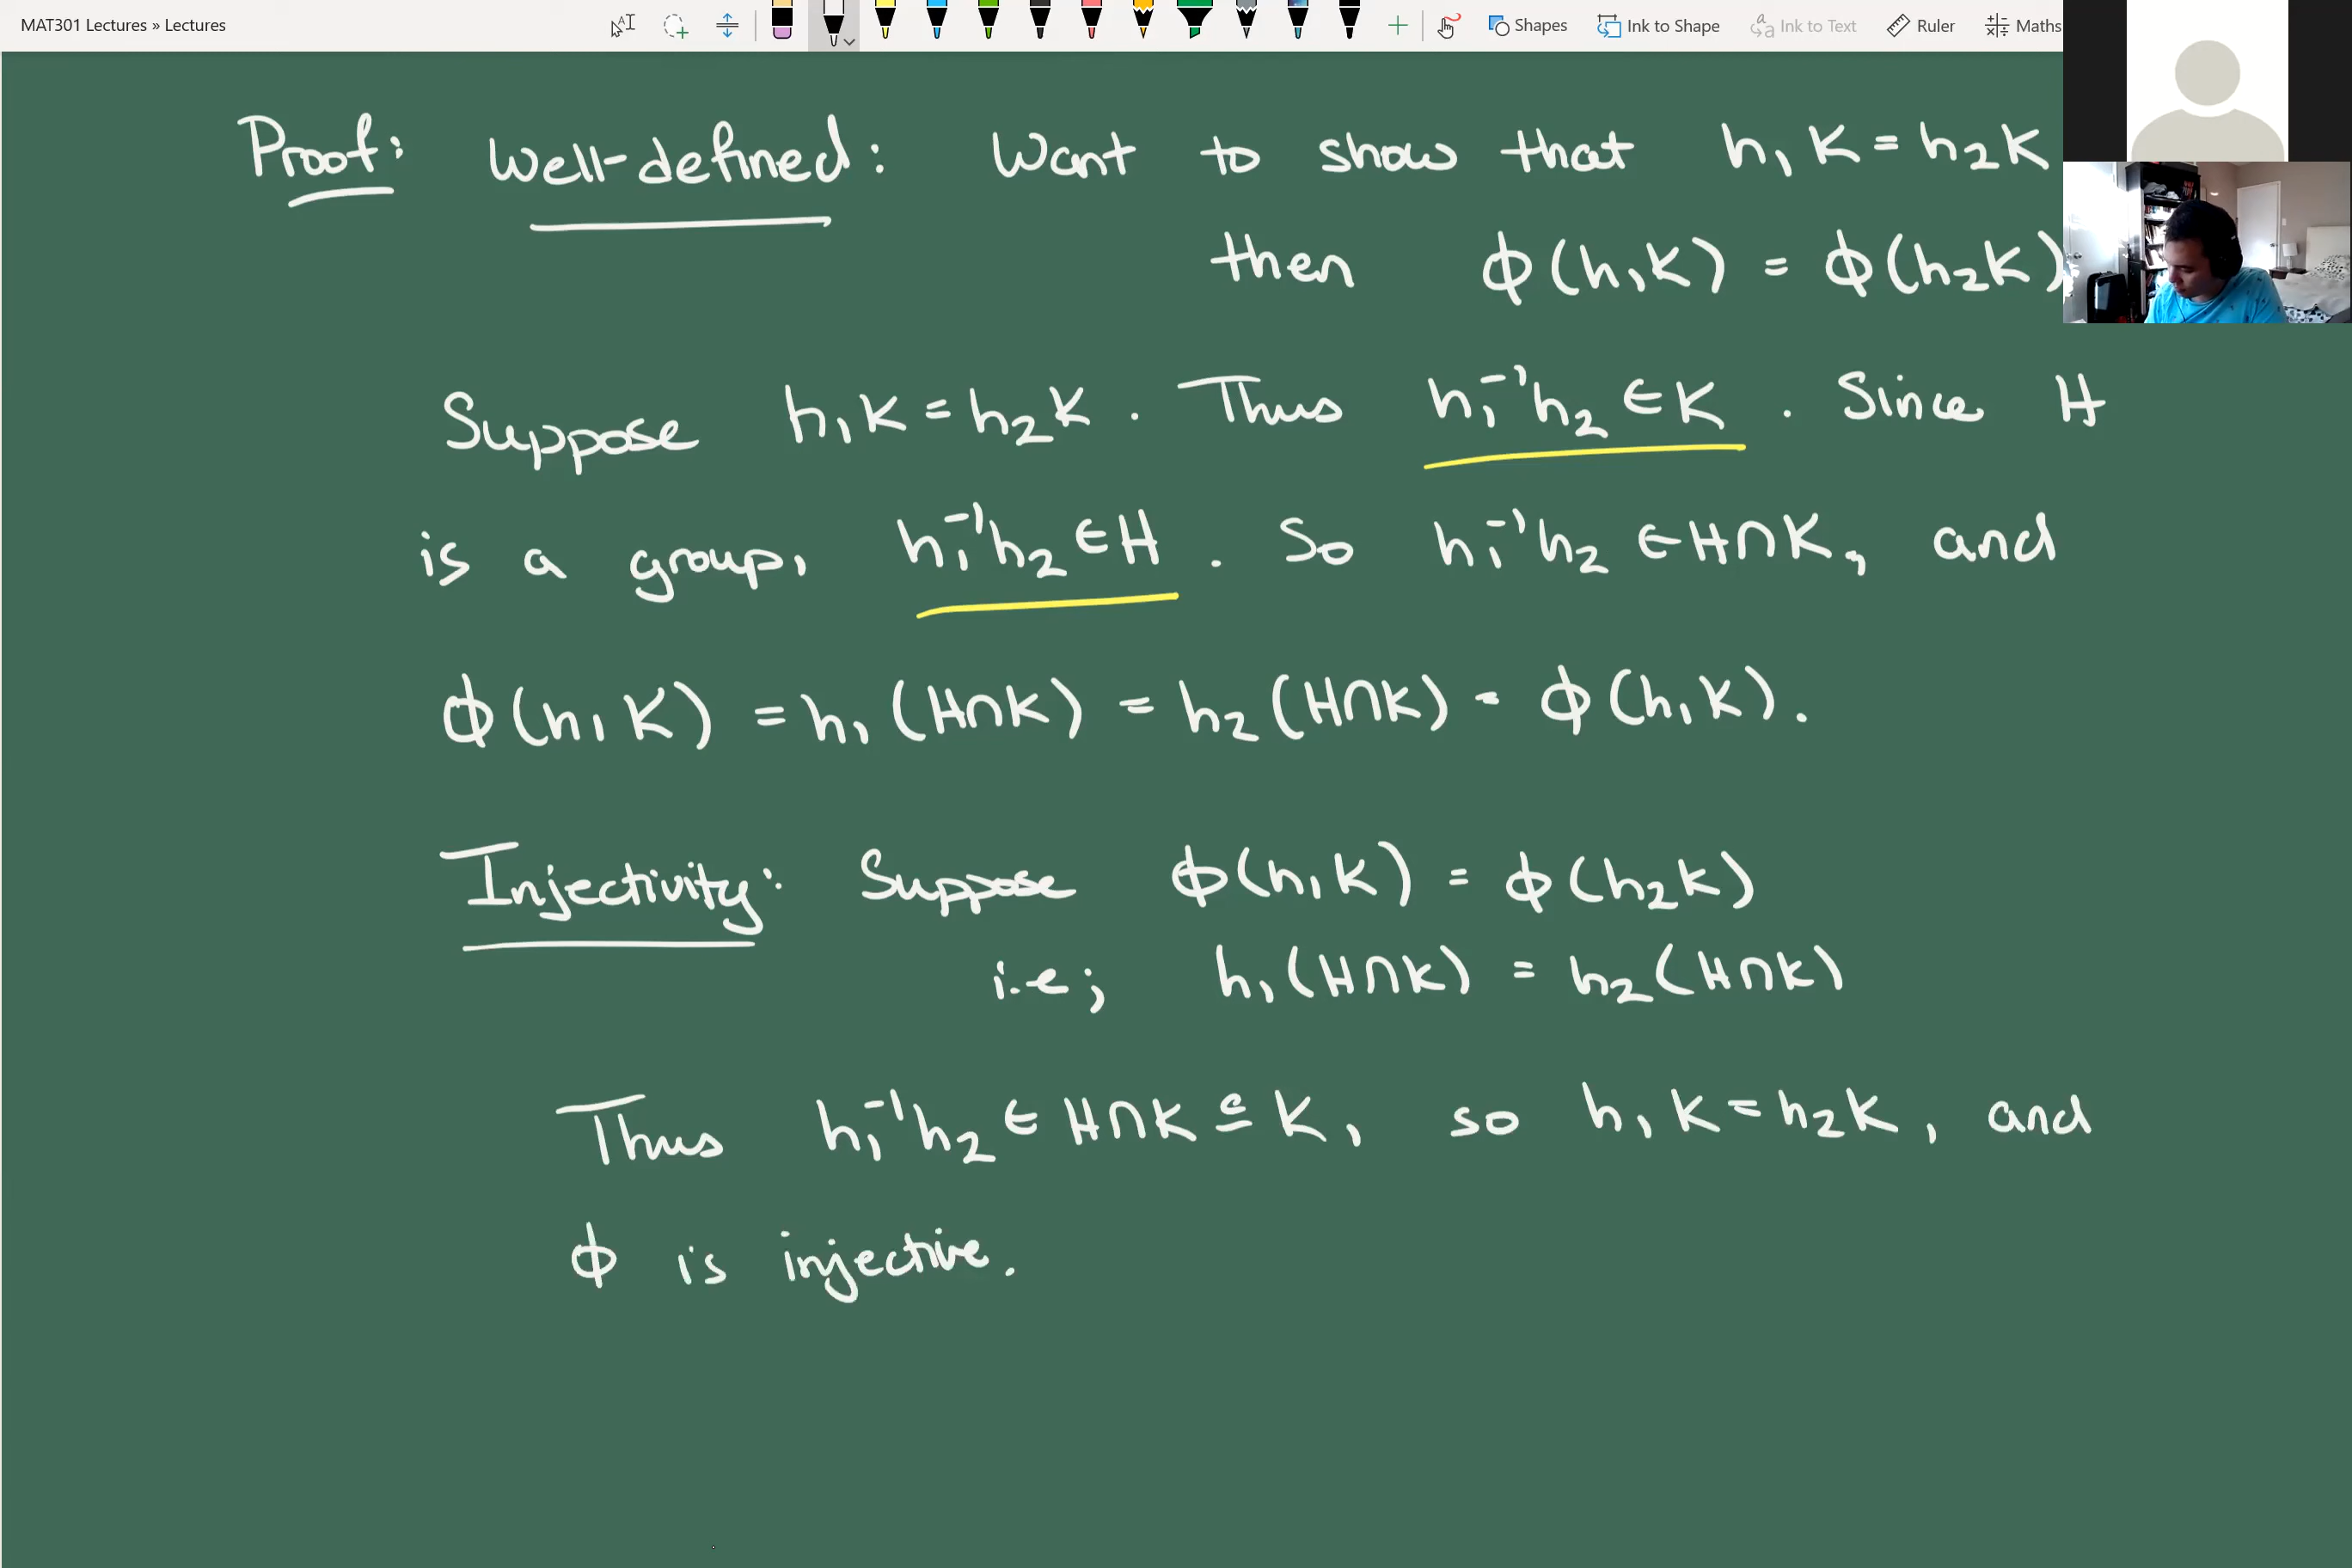 MAT301 Lectures » Lectures
Shapes Ink to Shape Ink to Text Ruler Maths
Proof: Well-defined: Want to show that h₁K = h₂K
then ϕ(h₁K) = ϕ(h₂K)
Suppose h₁K = h₂K. Thus h₁⁻¹h₂ ∈ K. Since H
is a group, h₁⁻¹h₂ ∈ H. So h₁⁻¹h₂ ∈ H∩K, and
ϕ(h₁K) = h₁(H∩K) = h₂(H∩K) = ϕ(h₁K).
Injectivity: Suppose ϕ(h₁K) = ϕ(h₂K)
i.e; h₁(H∩K) = h₂(H∩K)
Thus h₁⁻¹h₂ ∈ H∩K ⊆ K, so h₁K = h₂K, and
ϕ is injective.